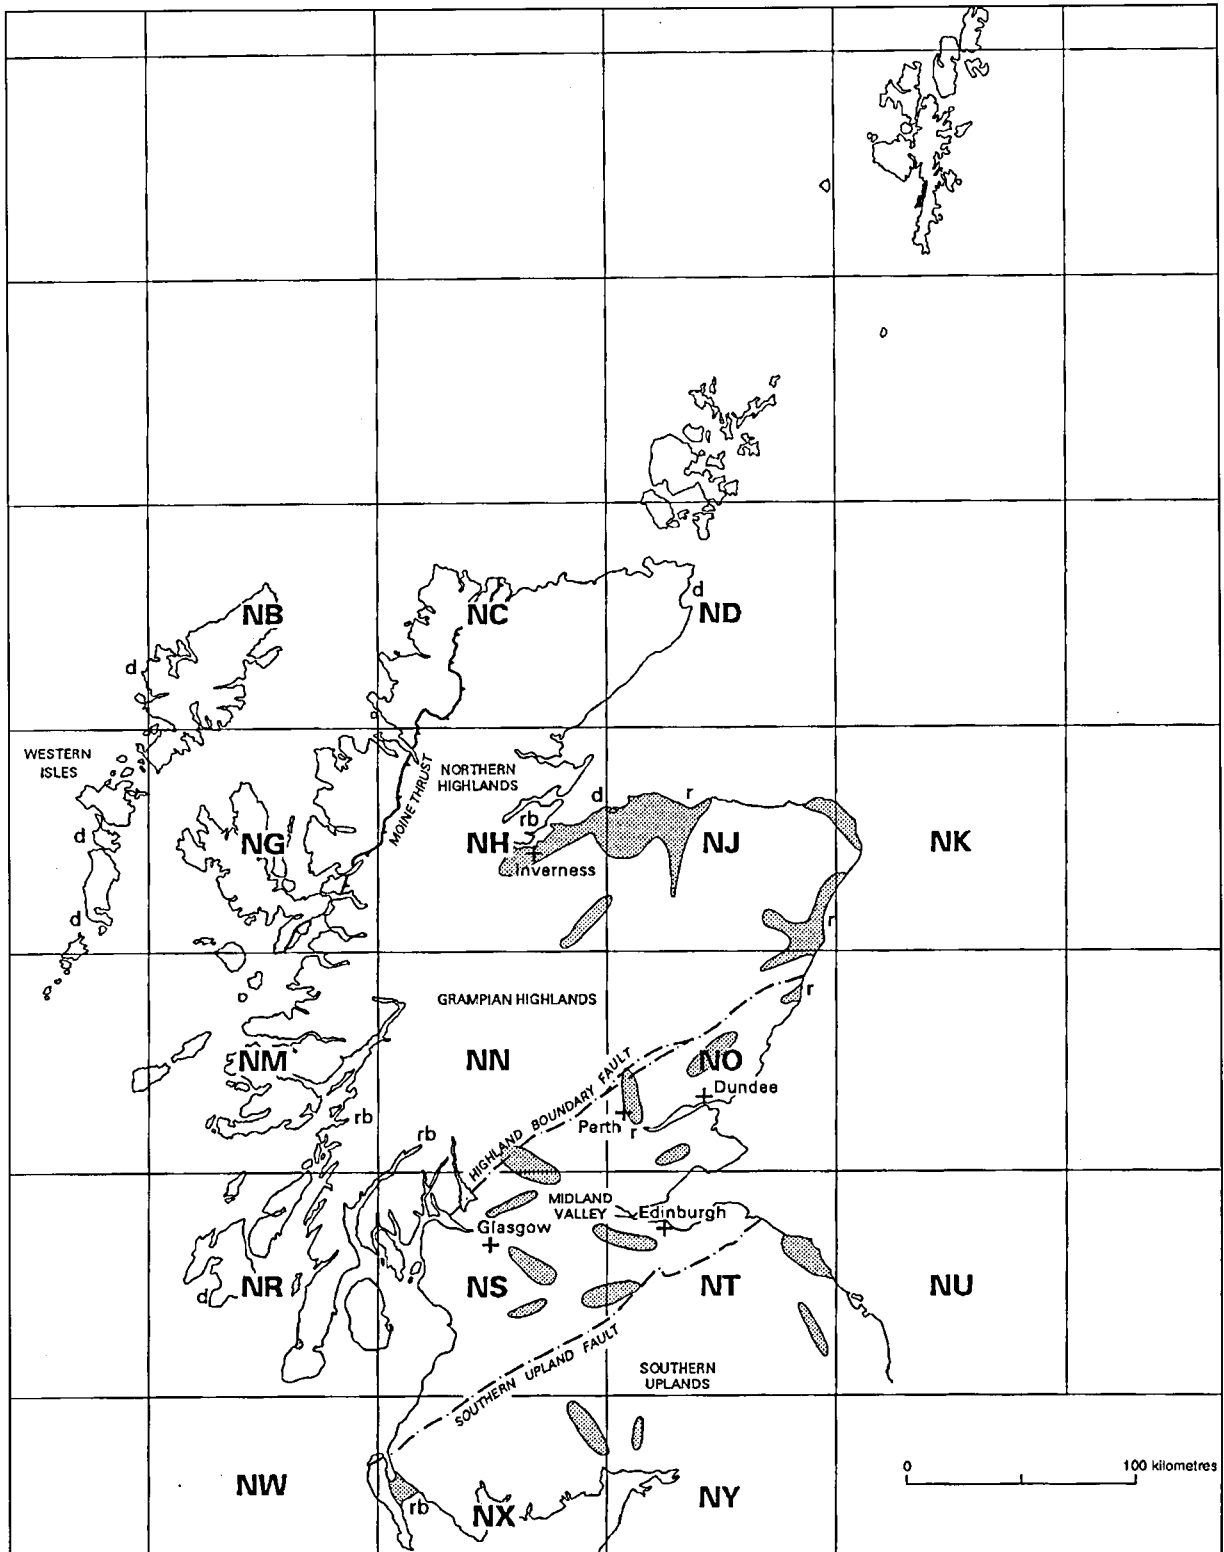 d
NB
NC
ND
d
WESTERN
ISLES
MOINE THRUST
NORTHERN
HIGHLANDS
d
r
rb
d
NG
NH
NJ
NK
Inverness
d
r
GRAMPIAN HIGHLANDS
r
NM
NN
HIGHLAND BOUNDARY FAULT
NO
Dundee
rb
rb
Perth
r
MIDLAND
VALLEY
Edinburgh
Glasgow
d
NR
NS
NT
NU
SOUTHERN UPLAND FAULT
SOUTHERN
UPLANDS
0
100 kilometres
NW
rb
NX
NY